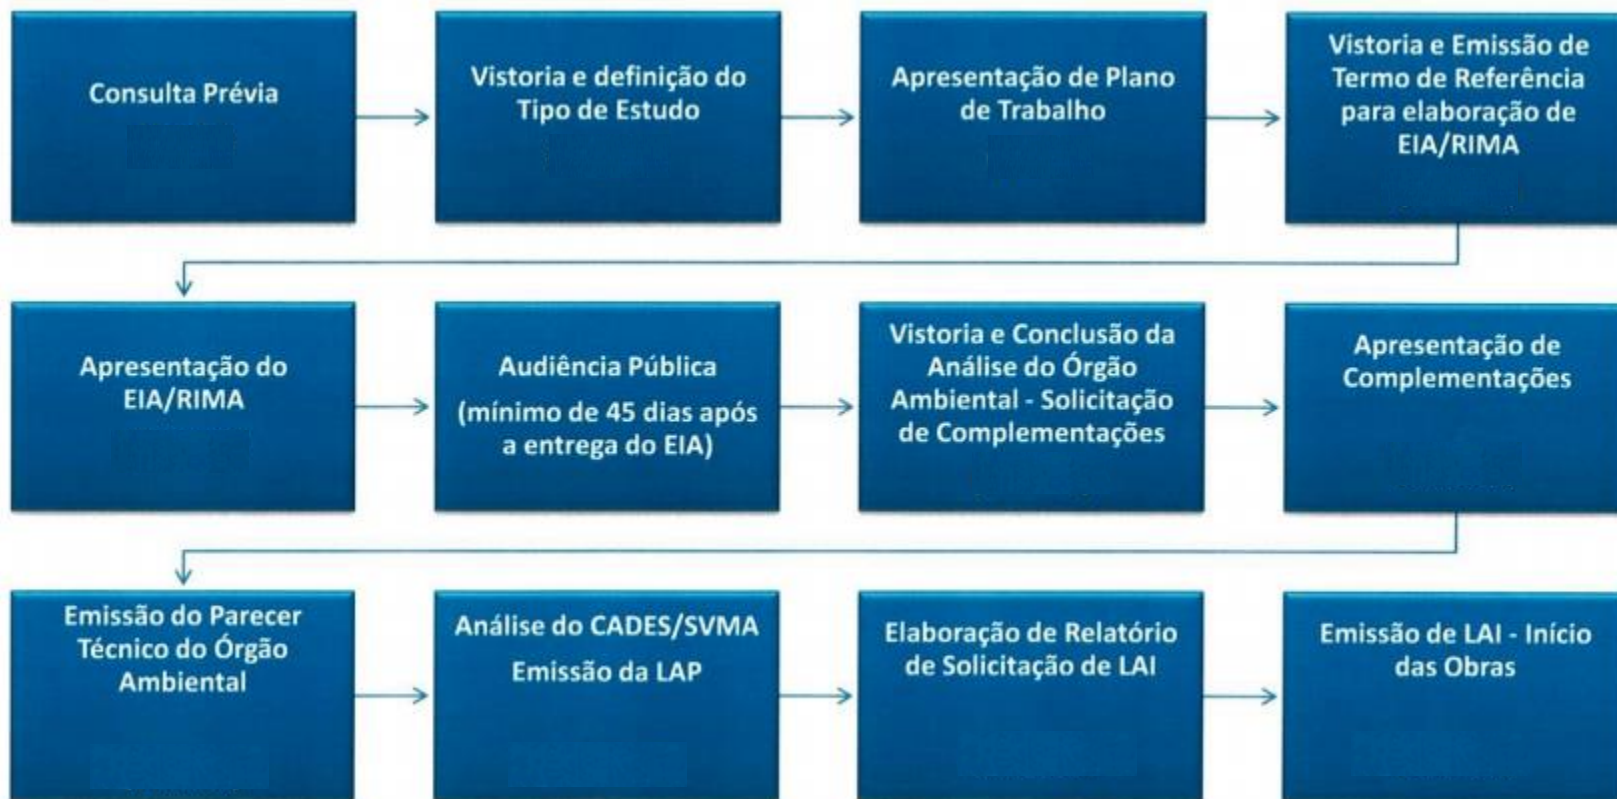 Consulta Prévia
Vistoria e definição do
Tipo de Estudo
Apresentação de Plano
de Trabalho
Vistoria e Emissão de
Termo de Referência
para elaboração de
EIA/RIMA
Apresentação do
EIA/RIMA
Audiência Pública
(mínimo de 45 dias após
a entrega do EIA)
Vistoria e Conclusão da
Análise do Órgão
Ambiental - Solicitação
de Complementações
Apresentação de
Complementações
Emissão do Parecer
Técnico do Órgão
Ambiental
Análise do CADES/SVMA
Emissão da LAP
Elaboração de Relatório
de Solicitação de LAI
Emissão de LAI - Início
das Obras